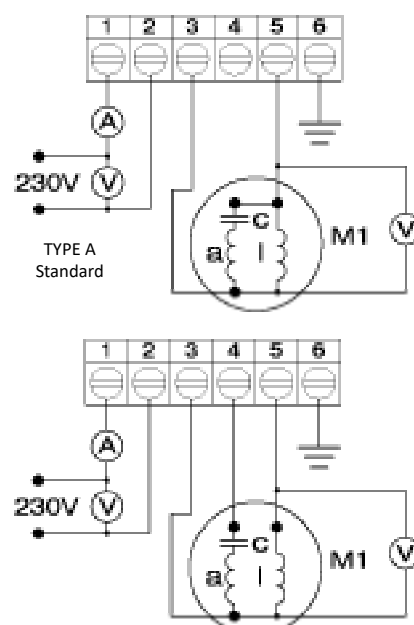 1 2 3 4 5 6
A
230V V
TYPE A
Standard
C
a l
M1
V
1 2 3 4 5 6
A
230V V
C
a l
M1
V